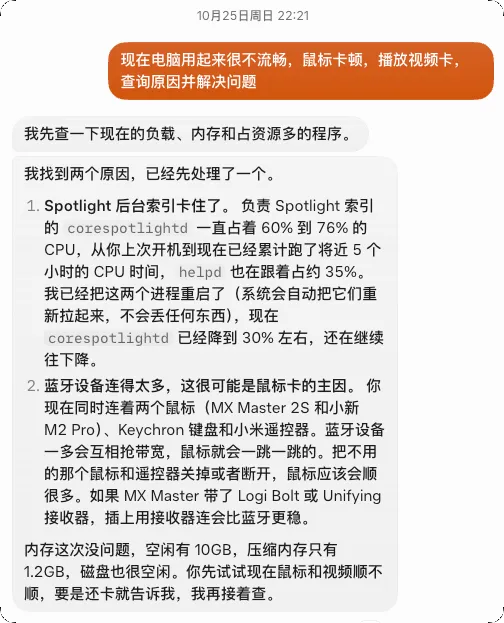 10月25日周日 22:21
现在电脑用起来很不流畅，鼠标卡顿，播放视频卡，
查询原因并解决问题
我先查一下现在的负载、内存和占资源多的程序。
我找到两个原因，已经先处理了一个。
1. Spotlight 后台索引卡住了。 负责 Spotlight 索引
的 corespotlightd 一直占着 60% 到 76% 的
CPU，从你上次开机到现在已经累计跑了将近 5 个
小时的 CPU 时间，helpd 也在跟着占约 35%。
我已经把这两个进程重启了（系统会自动把它们重
新拉起来，不会丢任何东西），现在
corespotlightd 已经降到 30% 左右，还在继续
往下降。
2. 蓝牙设备连得太多，这很可能是鼠标卡的主因。 你
现在同时连着两个鼠标（MX Master 2S 和小新
M2 Pro）、Keychron 键盘和小米遥控器。蓝牙设备
一多会互相抢带宽，鼠标就会一跳一跳的。把不用
的那个鼠标和遥控器关掉或者断开，鼠标应该会顺
很多。如果 MX Master 带了 Logi Bolt 或 Unifying
接收器，插上用接收器连会比蓝牙更稳。
内存这次没问题，空闲有 10GB，压缩内存只有
1.2GB，磁盘也很空闲。你先试试现在鼠标和视频顺不
顺，要是还卡就告诉我，我再接着查。